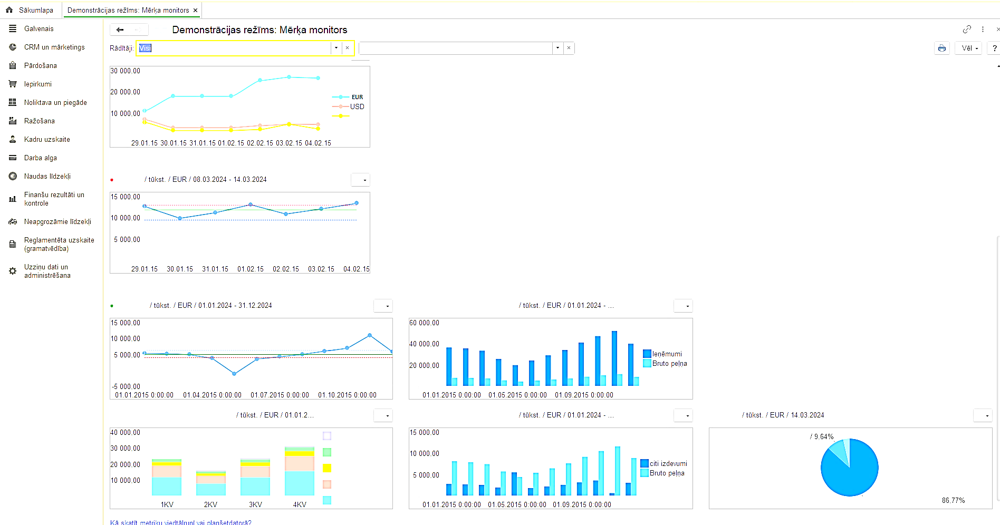 Sākumlapa
Demonstrācijas režīms: Mērķa monitors ×
Galvenais
CRM un mārketings
Pārdošana
Iepirkumi
Noliktava un piegāde
Ražošana
Kadru uzskaite
Darba alga
Naudas līdzekļi
Finanšu rezultāti un
kontrole
Neapgrozāmie līdzekļi
Reglamentēta uzskaite
(gramatvēdība)
Uzziņu dati un
administrēšana
Demonstrācijas režīms: Mērķa monitors
Rādītāji: Visi
Vēl
?
30 000,00
20 000,00
10 000,00
EUR
USD
29.01.15 30.01.15 31.01.15 01.02.15 02.02.15 03.02.15 04.02.15
/ tūkst. / EUR / 08.03.2024 - 14.03.2024
15 000,00
10 000,00
5 000,00
29.01.15 30.01.15 31.01.15 01.02.15 02.02.15 03.02.15 04.02.15
/ tūkst. / EUR / 01.01.2024 - 31.12.2024
15 000,00
10 000,00
5 000,00
-5 000,00
01.01.2015 0:00:00 01.04.2015 0:00:00 01.07.2015 0:00:00 01.10.2015 0:00:00
/ tūkst. / EUR / 01.01.2024 - ...
60 000,00
40 000,00
20 000,00
Ieņēmumi
Bruto peļņa
01.01.2015 0:00:00 01.05.2015 0:00:00 01.09.2015 0:00:00
/ tūkst. / EUR / 01.01.2...
40 000,00
30 000,00
20 000,00
10 000,00
1KV 2KV 3KV 4KV
/ tūkst. / EUR / 01.01.2024 - ...
15 000,00
10 000,00
5 000,00
citi izdevumi
Bruto peļņa
01.01.2015 0:00:00 01.05.2015 0:00:00 01.09.2015 0:00:00
/ tūkst. / EUR / 14.03.2024
/ 9,64%
86,77%
Kā skatīt metriku viedtālrunī vai planšetdatorā?